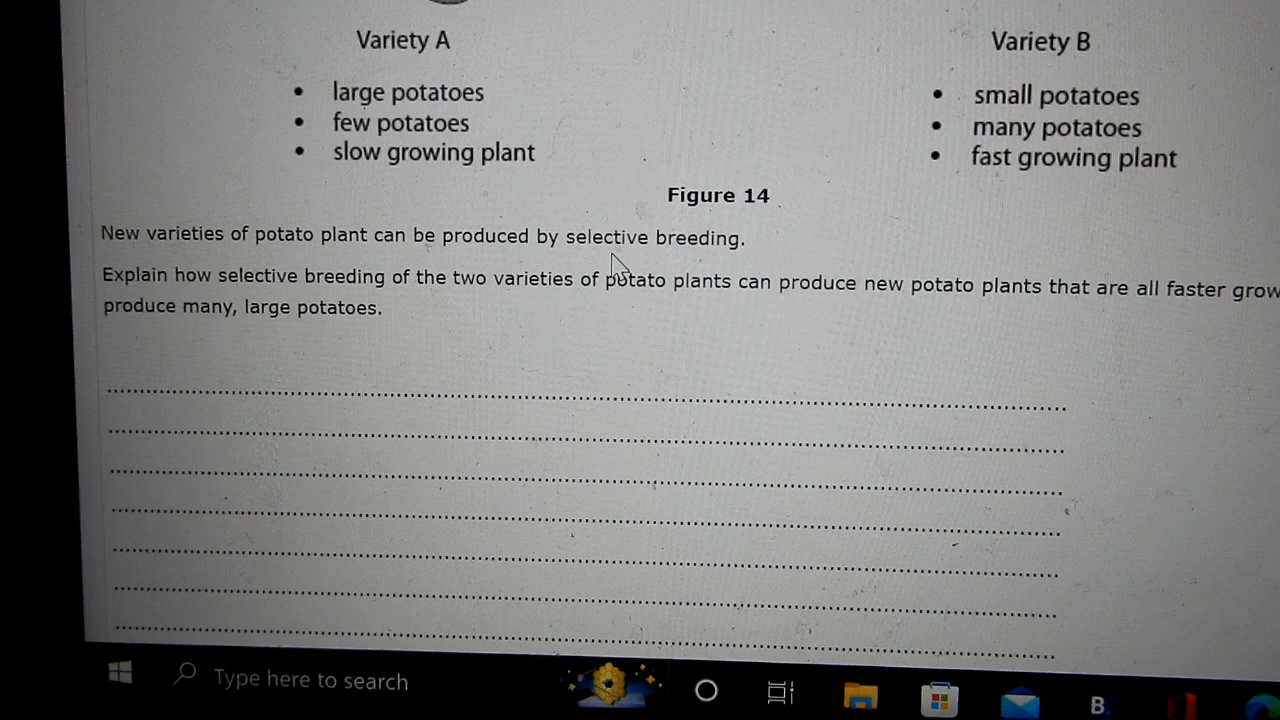 Variety A
Variety B
• large potatoes
• small potatoes
• few potatoes
• many potatoes
• slow growing plant
• fast growing plant
Figure 14
New varieties of potato plant can be produced by selective breeding.
Explain how selective breeding of the two varieties of potato plants can produce new potato plants that are all faster grow
produce many, large potatoes.
Type here to search
B